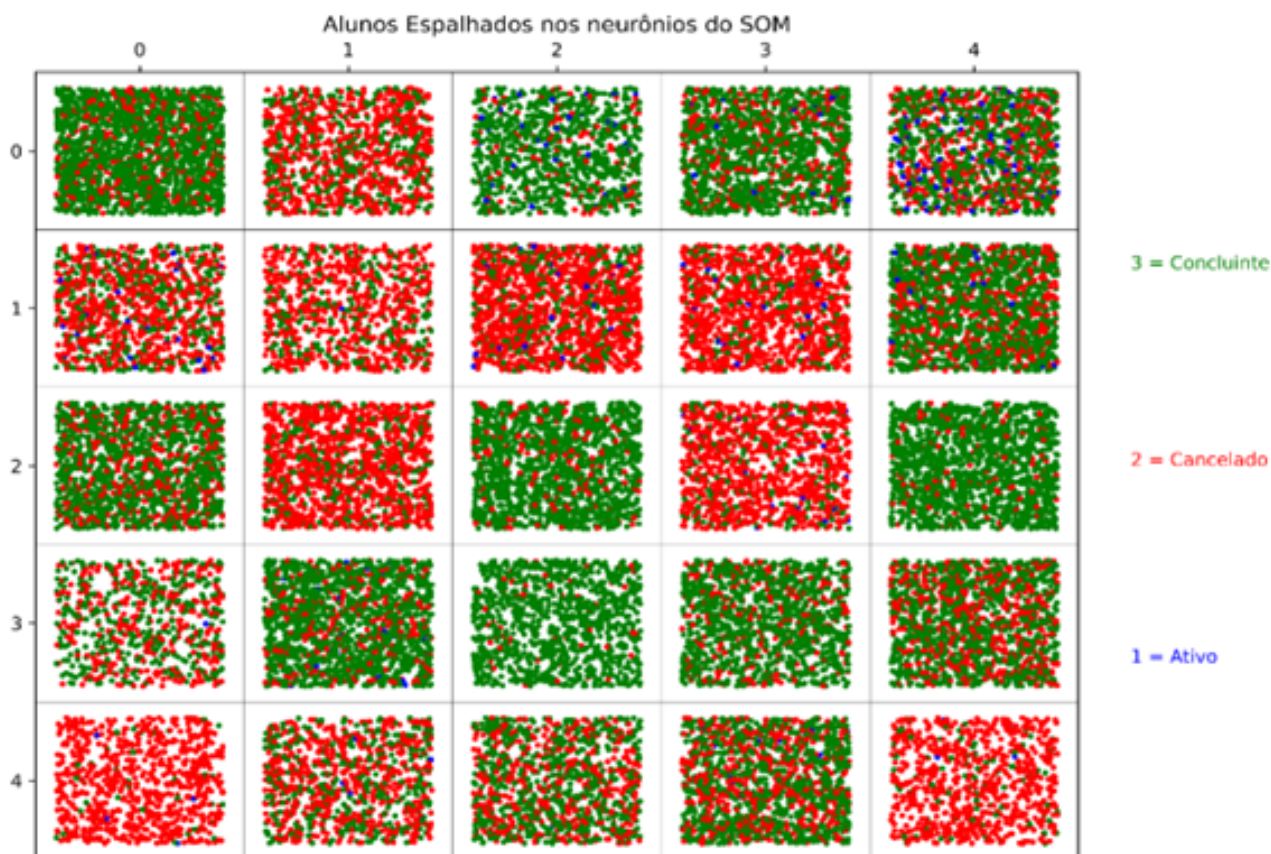 Alunos Espalhados nos neurônios do SOM
0 1 2 3 4
0
1
2
3
4
3 = Concluinte
2 = Cancelado
1 = Ativo